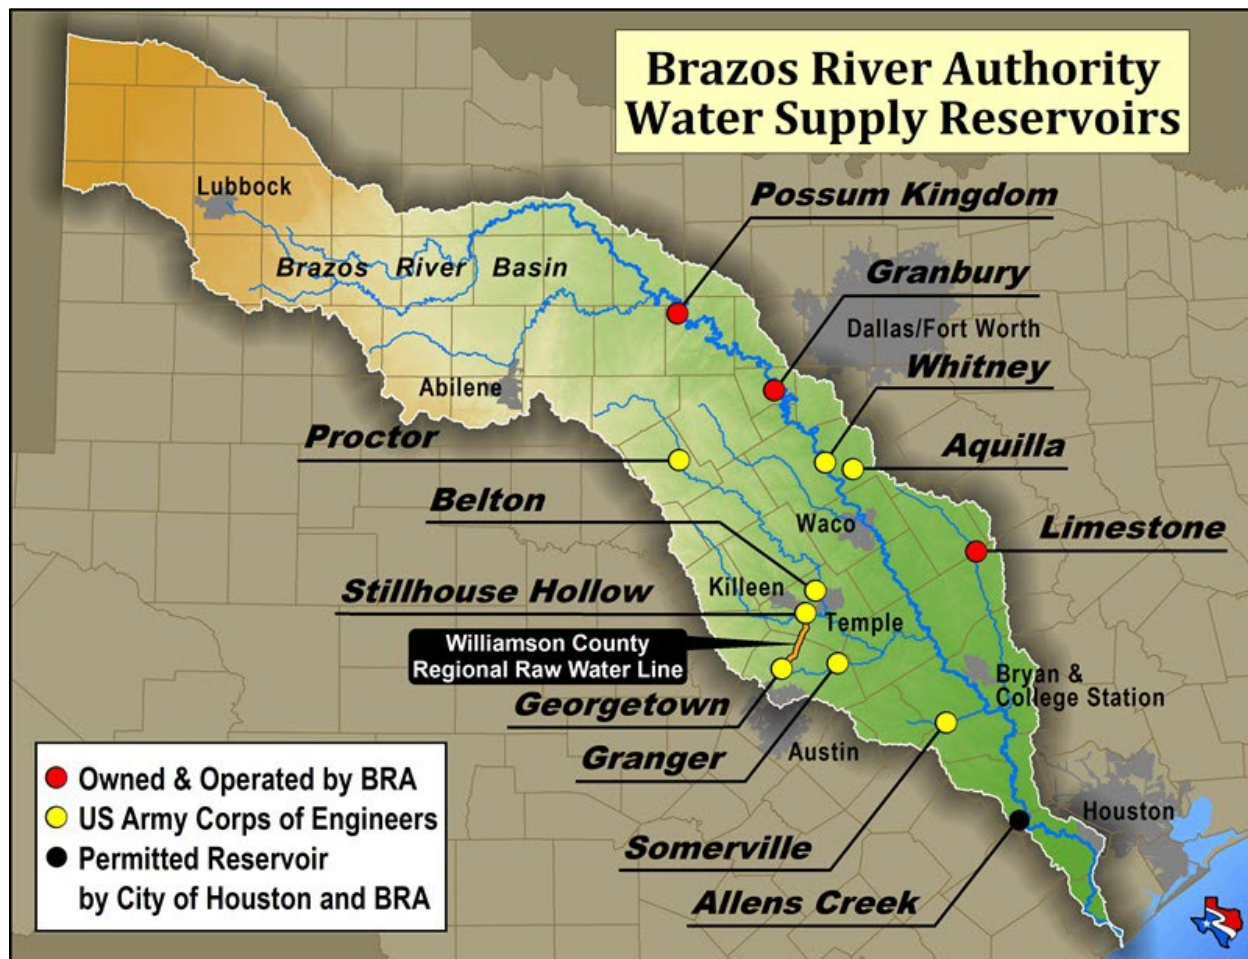 Brazos River Authority
Water Supply Reservoirs
Possum Kingdom
Lubbock
Brazos River Basin
Granbury
Dallas/Fort Worth
Whitney
Abilene
Proctor
Aquilla
Belton
Waco
Limestone
Killeen
Stillhouse Hollow
Temple
Williamson County
Regional Raw Water Line
Bryan &
College Station
Georgetown
Granger
Austin
Houston
Somerville
Allens Creek
Owned & Operated by BRA
US Army Corps of Engineers
Permitted Reservoir
by City of Houston and BRA